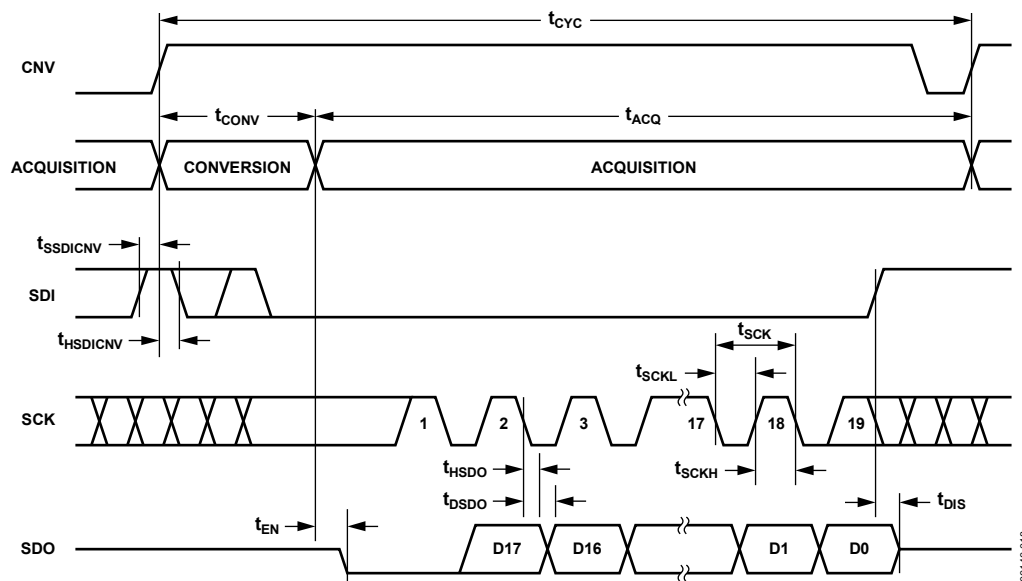 tCYC
CNV
tCONV
tACQ
ACQUISITION
CONVERSION
ACQUISITION
tSSDICNV
SDI
tHSDICNV
tSCK
tSCKL
SCK
1
2
3
17
18
19
tHSDO
tSCKH
tDSDO
tDIS
tEN
SDO
D17
D16
D1
D0